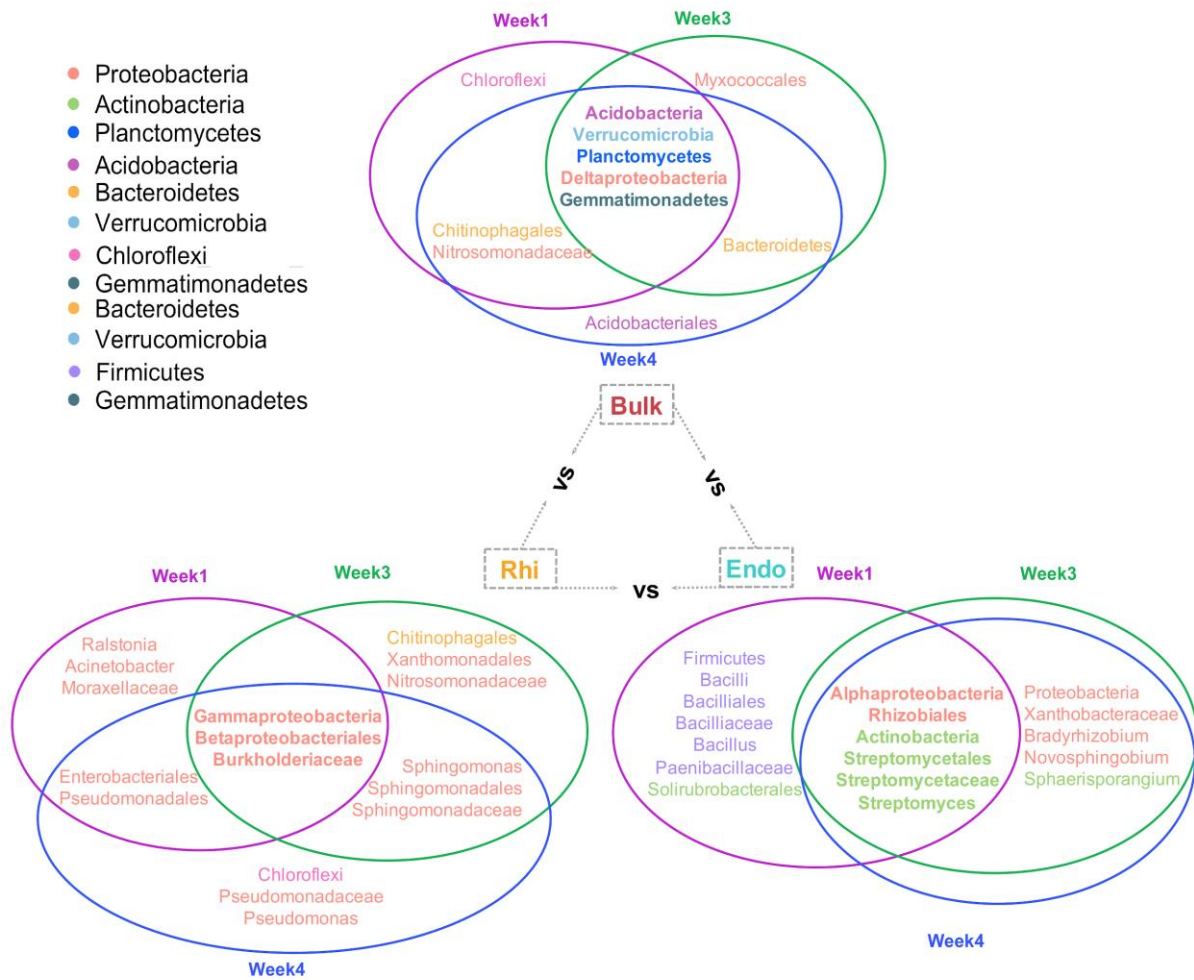 Week1
Week3
Proteobacteria
Actinobacteria
Planctomycetes
Acidobacteria
Bacteroidetes
Verrucomicrobia
Chloroflexi
Gemmatimonadetes
Bacteroidetes
Verrucomicrobia
Firmicutes
Gemmatimonadetes
Chloroflexi
Myxococcales
Acidobacteria
Verrucomicrobia
Planctomycetes
Deltaproteobacteria
Gemmatimonadetes
Chitinophagales
Nitrosomonadaceae
Bacteroidetes
Acidobacteriales
Week4
Bulk
vs
vs
Rhi
vs
Endo
Week1
Week3
Ralstonia
Acinetobacter
Moraxellaceae
Chitinophagales
Xanthomonadales
Nitrosomonadaceae
Gammaproteobacteria
Betaproteobacteriales
Burkholderiaceae
Enterobacteriales
Pseudomonadales
Sphingomonas
Sphingomonadales
Sphingomonadaceae
Chloroflexi
Pseudomonadaceae
Pseudomonas
Week4
Week1
Week3
Firmicutes
Bacilli
Bacilliales
Bacilliaceae
Bacillus
Paenibacillaceae
Solirubrobacterales
Alphaproteobacteria
Rhizobiales
Actinobacteria
Streptomycetales
Streptomycetaceae
Streptomyces
Proteobacteria
Xanthobacteraceae
Bradyrhizobium
Novosphingobium
Sphaerisporangium
Week4